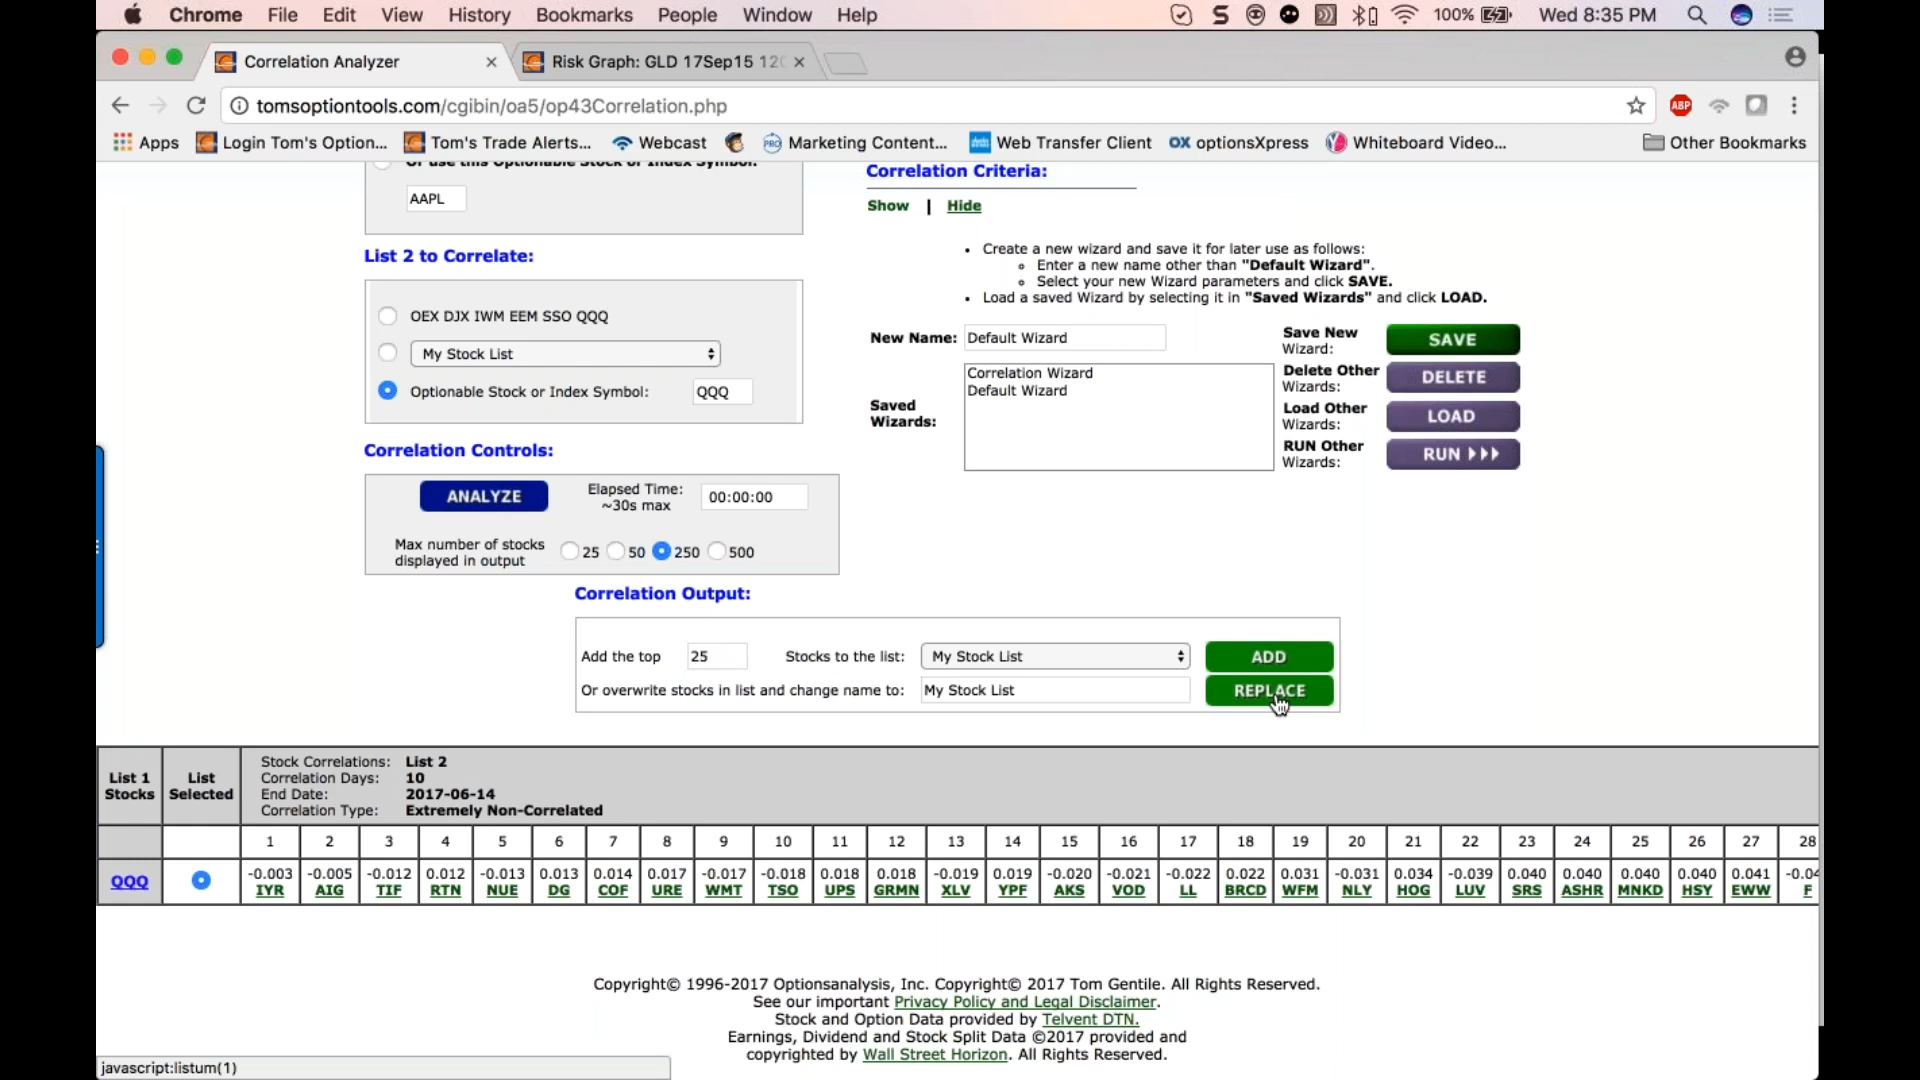 Chrome File Edit View History Bookmarks People Window Help 100% Wed 8:35 PM
Correlation Analyzer Risk Graph: GLD 17Sep15 120
tomsoptiontools.com/cgibin/oa5/op43Correlation.php ABP
Apps Login Tom's Option... Tom's Trade Alerts... Webcast PRO Marketing Content... Web Transfer Client OX optionsXpress Whiteboard Video... Other Bookmarks
Or use this Optionable Stock or Index Symbol:
AAPL
List 2 to Correlate:
OEX DJX IWM EEM SSO QQQ
My Stock List
Optionable Stock or Index Symbol: QQQ
Correlation Controls:
ANALYZE Elapsed Time: 00:00:00
~30s max
Max number of stocks
displayed in output 25 50 250 500
Correlation Criteria:
Show | Hide
• Create a new wizard and save it for later use as follows:
Enter a new name other than "Default Wizard".
Select your new Wizard parameters and click SAVE.
• Load a saved Wizard by selecting it in "Saved Wizards" and click LOAD.
New Name: Default Wizard
Saved
Wizards:
Correlation Wizard
Default Wizard
Save New
Wizard: SAVE
Delete Other
Wizards: DELETE
Load Other
Wizards: LOAD
RUN Other
Wizards: RUN
Correlation Output:
Add the top 25 Stocks to the list: My Stock List ADD
Or overwrite stocks in list and change name to: My Stock List REPLACE
List 1
Stocks
List
Selected
Stock Correlations: List 2
Correlation Days: 10
End Date: 2017-06-14
Correlation Type: Extremely Non-Correlated
1 2 3 4 5 6 7 8 9 10 11 12 13 14 15 16 17 18 19 20 21 22 23 24 25 26 27 28
-0.003 -0.005 -0.012 0.012 -0.013 0.013 0.014 0.017 -0.017 -0.018 0.018 0.018 -0.019 0.019 -0.020 -0.021 -0.022 0.022 0.031 -0.031 0.034 -0.039 0.040 0.040 0.040 0.040 0.041 -0.04
QQQ IYR AIG TIF RTN NUE DG COF URE WMT TSO UPS GRMN XLV YPF AKS VOD LL BRCD WFM NLY HOG LUV SRS ASHR MNKD HSY EWW F
Copyright© 1996-2017 Optionsanalysis, Inc. Copyright© 2017 Tom Gentile. All Rights Reserved.
See our important Privacy Policy and Legal Disclaimer.
Stock and Option Data provided by Telvent DTN.
Earnings, Dividend and Stock Split Data ©2017 provided and
copyrighted by Wall Street Horizon. All Rights Reserved.
javascript:listum(1)